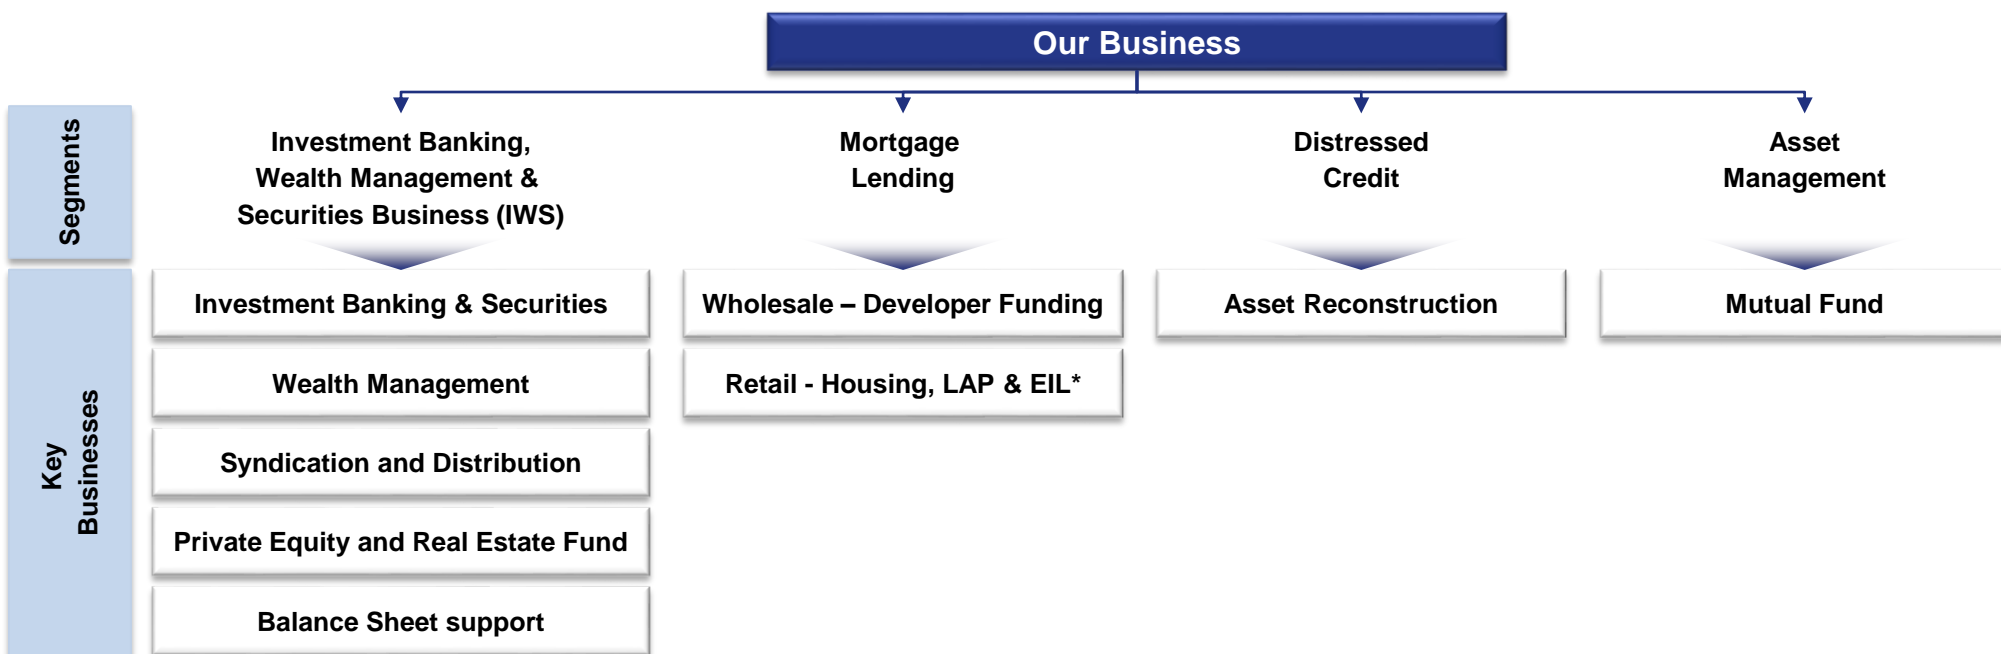 Our Business
Segments
Investment Banking,
Wealth Management &
Securities Business (IWS)
Mortgage
Lending
Distressed
Credit
Asset
Management
Key
Businesses
Investment Banking & Securities
Wholesale – Developer Funding
Asset Reconstruction
Mutual Fund
Wealth Management
Retail - Housing, LAP & EIL*
Syndication and Distribution
Private Equity and Real Estate Fund
Balance Sheet support